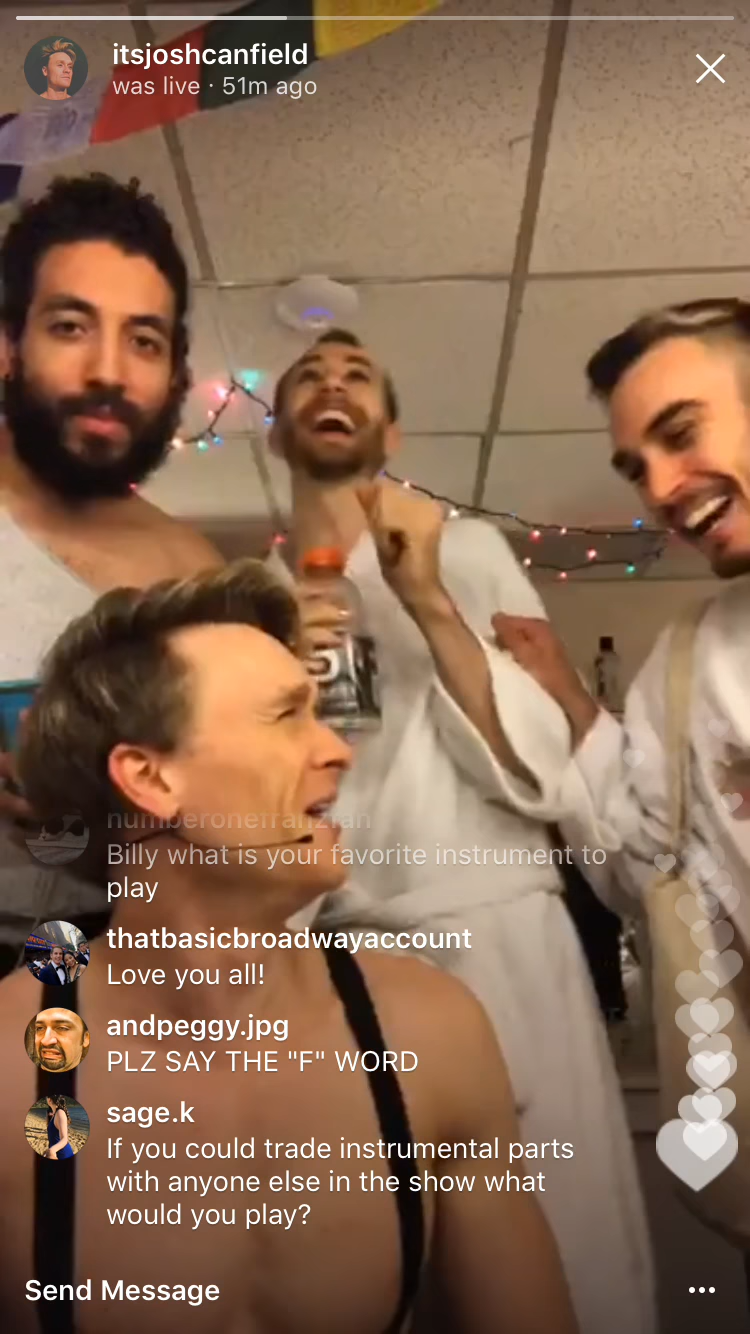 itsjoshcanfield
was live · 51m ago
numberonefranzfan
Billy what is your favorite instrument to
play
thatbasicbroadwayaccount
Love you all!
andpeggy.jpg
PLZ SAY THE "F" WORD
sage.k
If you could trade instrumental parts
with anyone else in the show what
would you play?
Send Message